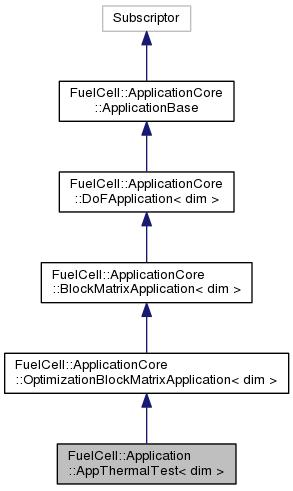 Subscriptor
FuelCell::ApplicationCore
::ApplicationBase
FuelCell::ApplicationCore
::DoFApplication< dim >
FuelCell::ApplicationCore
::BlockMatrixApplication< dim >
FuelCell::ApplicationCore
::OptimizationBlockMatrixApplication< dim >
FuelCell::Application
::AppThermalTest< dim >